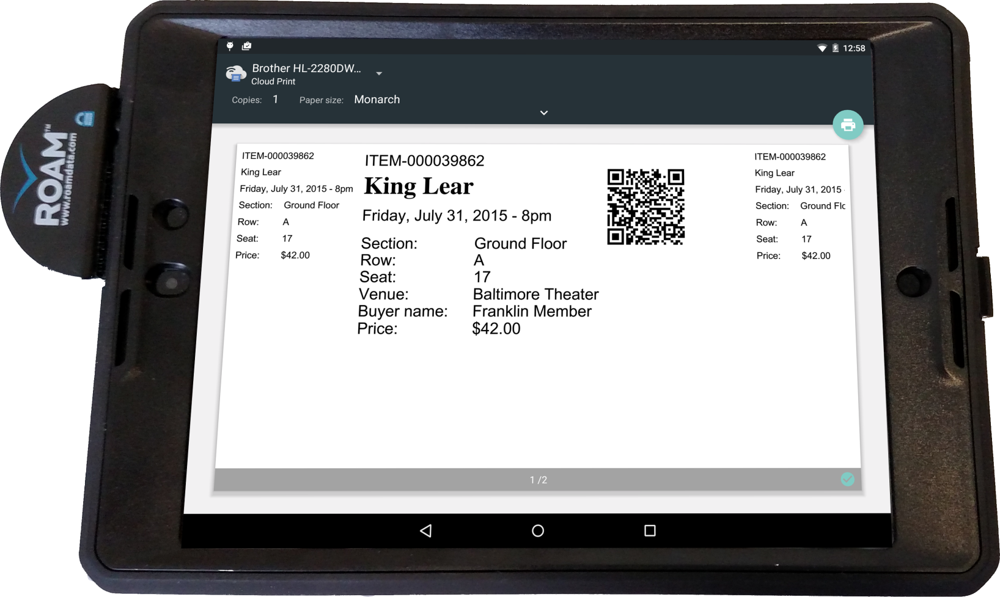 12:58
Brother HL-2280DW...
Cloud Print
Copies: 1 Paper size: Monarch
ROAM™
www.roamdata.com
ITEM-000039862
King Lear
Friday, July 31, 2015 - 8pm
Section: Ground Floor
Row: A
Seat: 17
Price: $42.00
ITEM-000039862
King Lear
Friday, July 31, 2015 - 8pm
Section: Ground Floor
Row: A
Seat: 17
Venue: Baltimore Theater
Buyer name: Franklin Member
Price: $42.00
ITEM-000039862
King Lear
Friday, July 31, 2015
Section: Ground Flo
Row: A
Seat: 17
Price: $42.00
1 /2